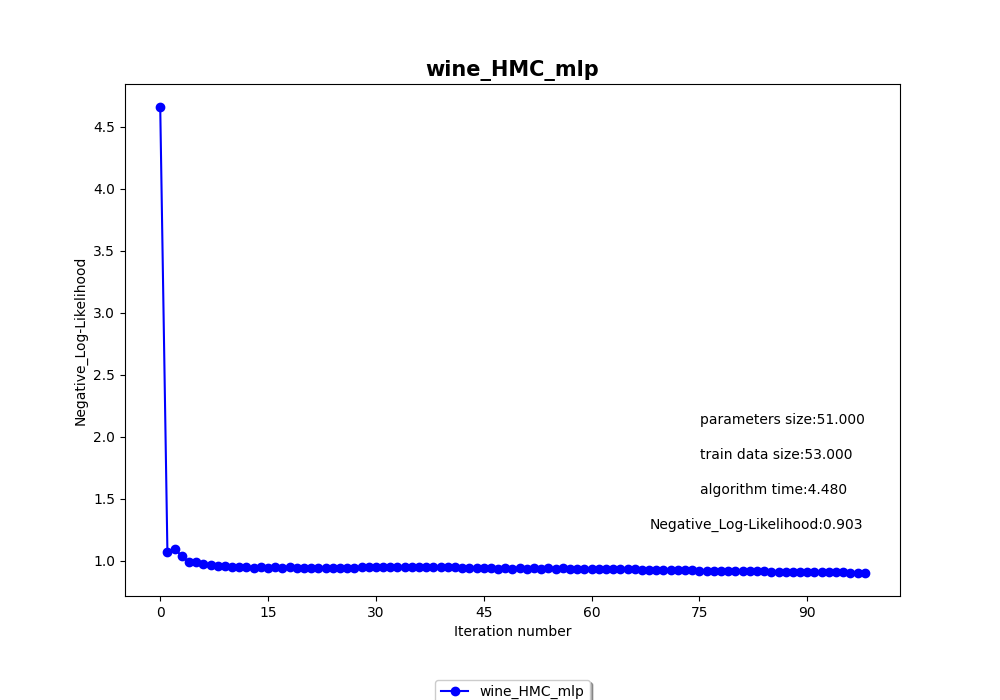 wine_HMC_mlp
Negative_Log-Likelihood
4.5
4.0
3.5
3.0
2.5
2.0
1.5
1.0
parameters size:51.000
train data size:53.000
algorithm time:4.480
Negative_Log-Likelihood:0.903
0 15 30 45 60 75 90
Iteration number
wine_HMC_mlp